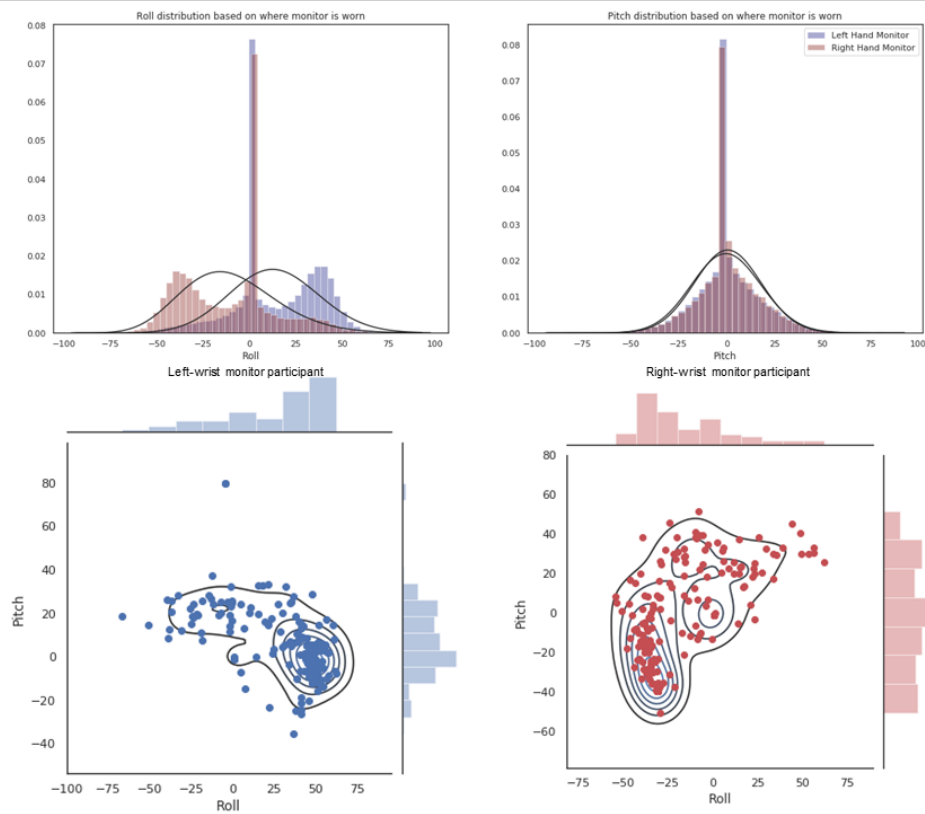 Roll distribution based on where monitor is worn
0.08
0.07
0.06
0.05
0.04
0.03
0.02
0.01
0.00
−100 −75 −50 −25 0 25 50 75 100
Roll
Pitch distribution based on where monitor is worn
Left Hand Monitor
Right Hand Monitor
0.08
0.07
0.06
0.05
0.04
0.03
0.02
0.01
0.00
−100 −75 −50 −25 0 25 50 75 100
Pitch
Left-wrist monitor participant
80
60
40
20
0
−20
−40
Pitch
−100 −75 −50 −25 0 25 50 75
Roll
Right-wrist monitor participant
80
60
40
20
0
−20
−40
−60
Pitch
−75 −50 −25 0 25 50 75
Roll